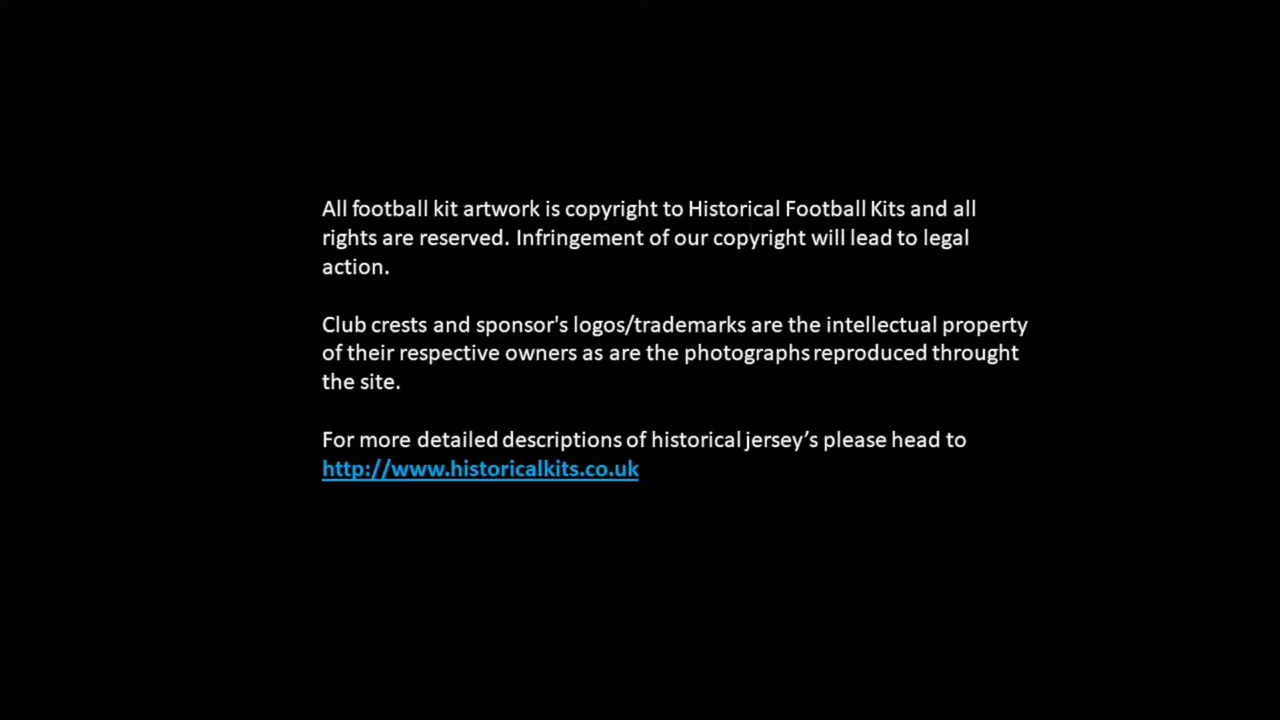 All football kit artwork is copyright to Historical Football Kits and all
rights are reserved. Infringement of our copyright will lead to legal
action.
Club crests and sponsor's logos/trademarks are the intellectual property
of their respective owners as are the photographs reproduced throught
the site.
For more detailed descriptions of historical jersey’s please head to
http://www.historicalkits.co.uk